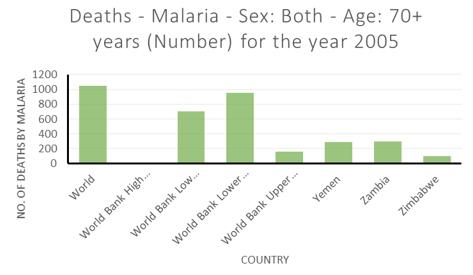 Deaths - Malaria - Sex: Both - Age: 70+
years (Number) for the year 2005
NO. OF DEATHS BY MALARIA
1200
1000
800
600
400
200
0
World
World Bank High...
World Bank Low...
World Bank Lower...
World Bank Upper...
Yemen
Zambia
Zimbabwe
COUNTRY